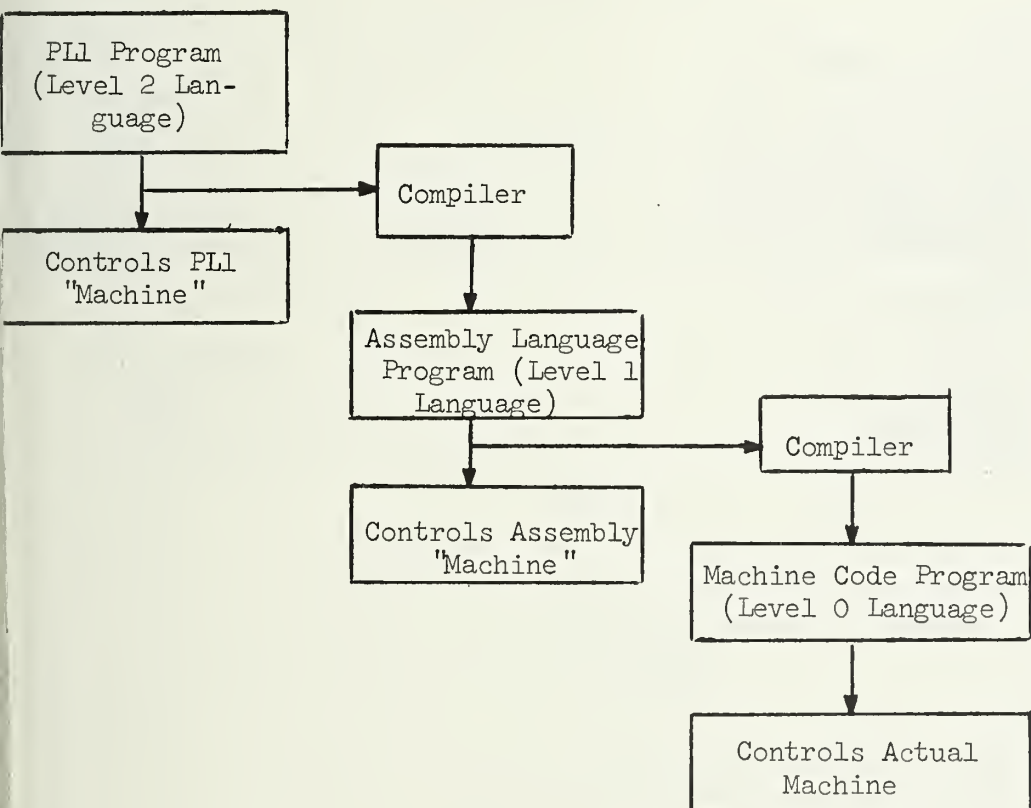 PL1 Program
(Level 2 Lan-
guage)
Compiler
Controls PL1
"Machine"
Assembly Language
Program (Level 1
Language)
Compiler
Controls Assembly
"Machine"
Machine Code Program
(Level 0 Language)
Controls Actual
Machine